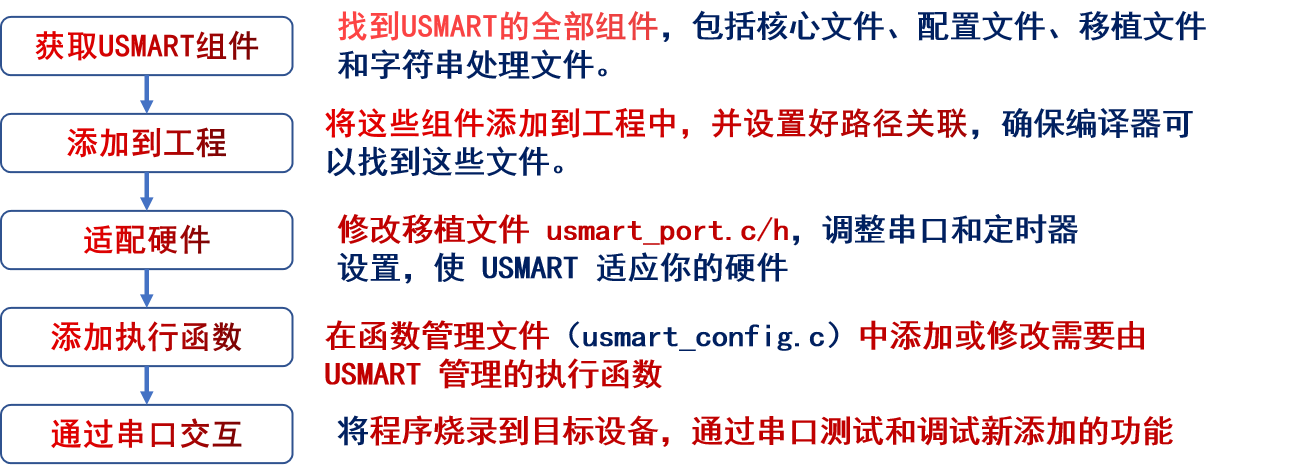 获取USMART组件
找到USMART的全部组件，包括核心文件、配置文件、移植文件
和字符串处理文件。
添加到工程
将这些组件添加到工程中，并设置好路径关联，确保编译器可
以找到这些文件。
适配硬件
修改移植文件 usmart_port.c/h，调整串口和定时器
设置，使 USMART 适应你的硬件
添加执行函数
在函数管理文件（usmart_config.c）中添加或修改需要由
USMART 管理的执行函数
通过串口交互
将程序烧录到目标设备，通过串口测试和调试新添加的功能